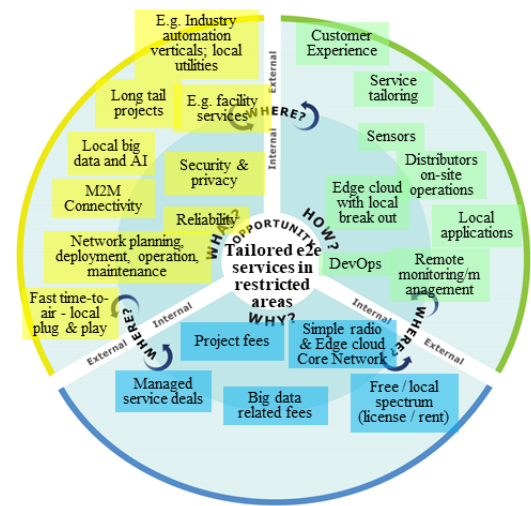 E.g. Industry
automation
verticals; local
utilities
Customer
Experience
External
Internal
Long tail
projects
E.g. facility
services
WHERE?
Service
tailoring
Sensors
Local big
data and AI
Security &
privacy
Distributors
on-site
operations
M2M
Connectivity
Edge cloud
with local
break out
Reliability
Local
applications
WHAT?
OPPORTUNITY
HOW?
Network planning,
deployment, operation,
maintenance
Tailored e2e
services in
restricted
areas
DevOps
Remote
monitoring/m
anagement
Fast time-to-
air - local
plug & play
WHERE?
Internal
External
WHY?
Internal
External
WHERE?
Project fees
Simple radio
& Edge cloud
Core Network
Managed
service deals
Big data
related fees
Free / local
spectrum
(license / rent)